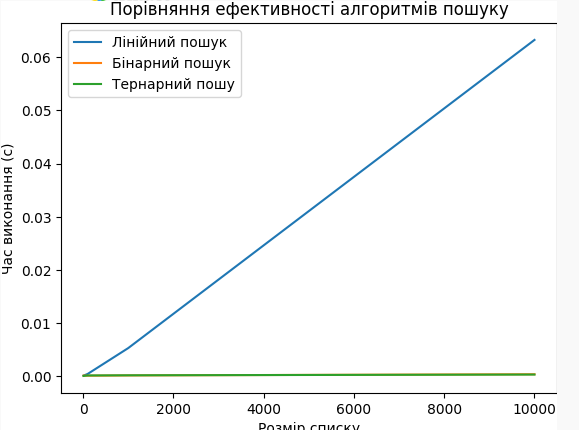 Порівняння ефективності алгоритмів пошуку
Лінійний пошук
Бінарний пошук
Тернарний пошу
Час виконання (с)
0.06
0.05
0.04
0.03
0.02
0.01
0.00
0 2000 4000 6000 8000 10000
Розмір списку